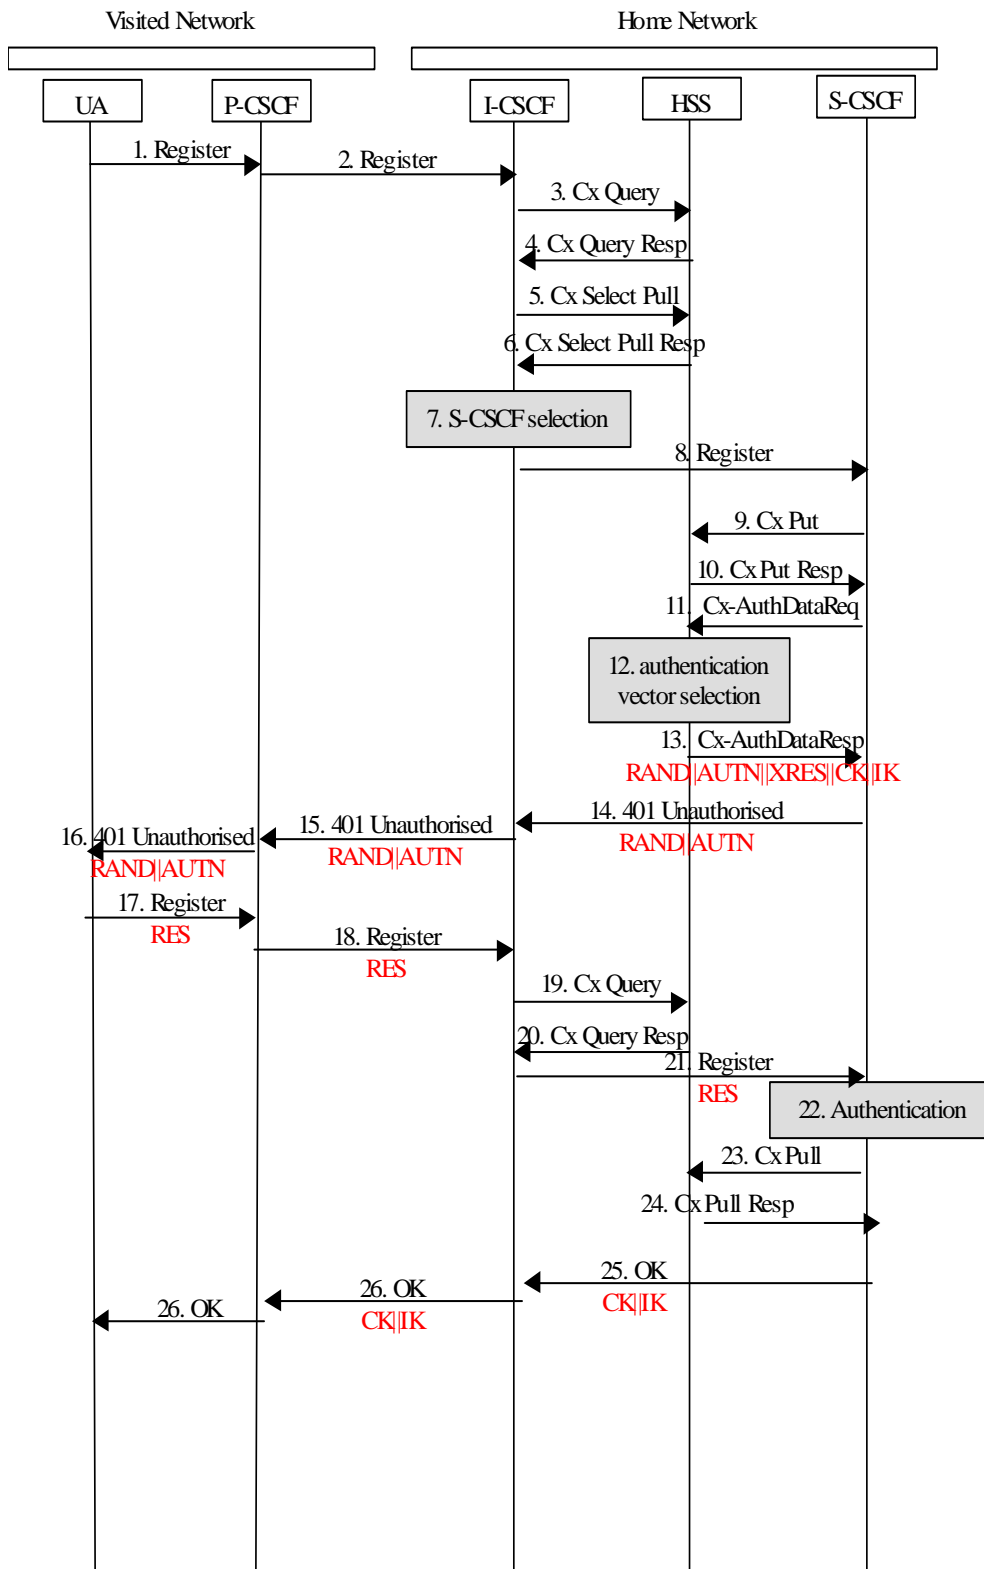 Visited Network
Home Network
UA
P-CSCF
I-CSCF
HSS
S-CSCF
1. Register
2. Register
3. Cx Query
4. Cx Query Resp
5. Cx Select Pull
6. Cx Select Pull Resp
7. S-CSCF selection
8. Register
9. Cx Put
10. Cx Put Resp
11. Cx-AuthDataReq
12. authentication
vector selection
13. Cx-AuthDataResp
RAND||AUTN||XRES||CK||IK
14. 401 Unauthorised
RAND||AUTN
15. 401 Unauthorised
RAND||AUTN
16. 401 Unauthorised
RAND||AUTN
17. Register
RES
18. Register
RES
19. Cx Query
20. Cx Query Resp
21. Register
RES
22. Authentication
23. Cx Pull
24. Cx Pull Resp
25. OK
CK||IK
26. OK
CK||IK
26. OK